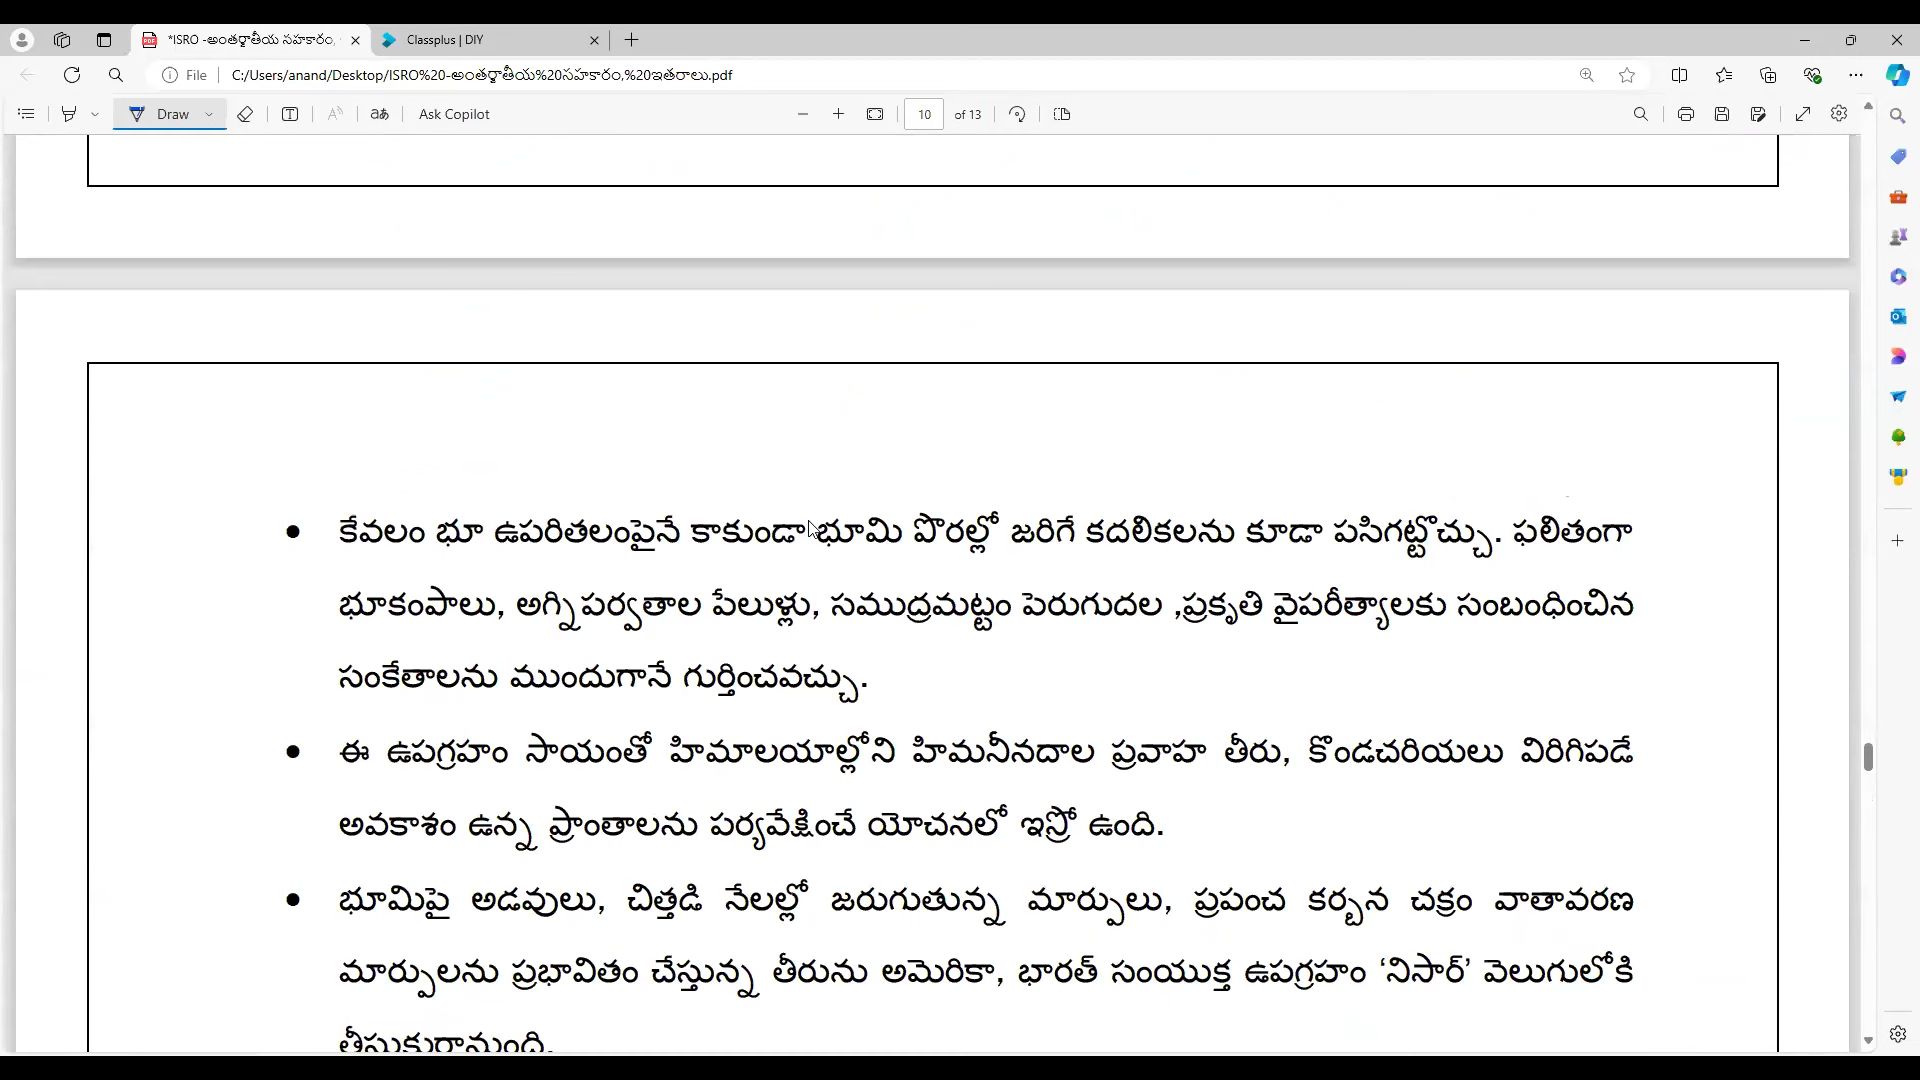 *ISRO -అంతర్జాతీయ సహకారం,
Classplus | DIY
File
C:/Users/anand/Desktop/ISRO%20-అంతర్జాతీయ%20సహకారం,%20ఇతరాలు.pdf
Draw
Ask Copilot
10 of 13
• కేవలం భూ ఉపరితలంపైనే కాకుండా భూమి పొరల్లో జరిగే కదలికలను కూడా పసిగట్టొచ్చు. ఫలితంగా
భూకంపాలు, అగ్నిపర్వతాల పేలుళ్లు, సముద్రమట్టం పెరుగుదల ,ప్రకృతి వైపరీత్యాలకు సంబంధించిన
సంకేతాలను ముందుగానే గుర్తించవచ్చు.
• ఈ ఉపగ్రహం సాయంతో హిమాలయాల్లోని హిమనీనదాల ప్రవాహ తీరు, కొండచరియలు విరిగిపడే
అవకాశం ఉన్న ప్రాంతాలను పర్యవేక్షించే యోచనలో ఇస్రో ఉంది.
• భూమిపై అడవులు, చిత్తడి నేలల్లో జరుగుతున్న మార్పులు, ప్రపంచ కర్బన చక్రం వాతావరణ
మార్పులను ప్రభావితం చేస్తున్న తీరును అమెరికా, భారత్ సంయుక్త ఉపగ్రహం ‘నిసార్’ వెలుగులోకి
తీసుకురానుంది.